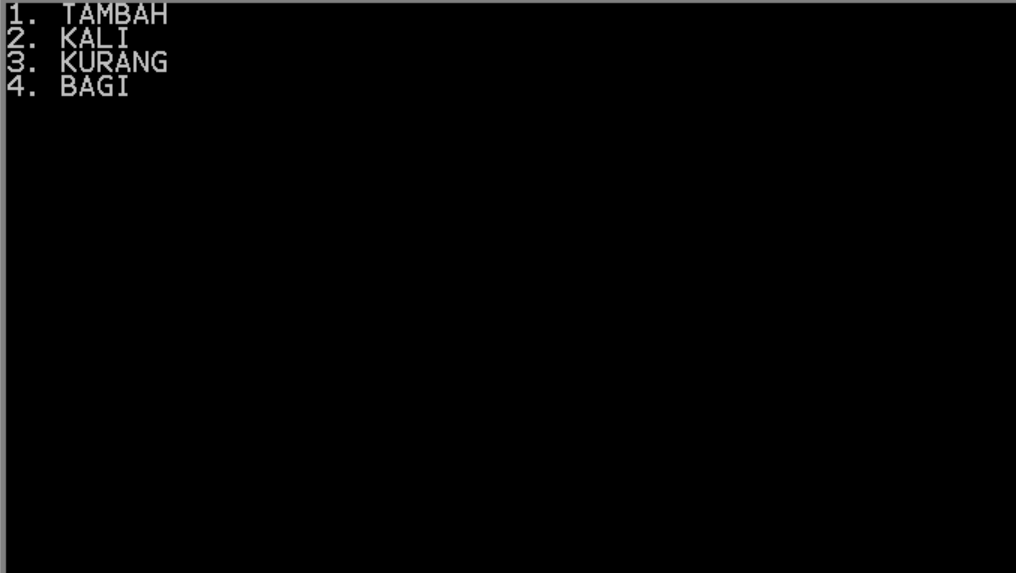 1. TAMBAH
2. KALI
3. KURANG
4. BAGI